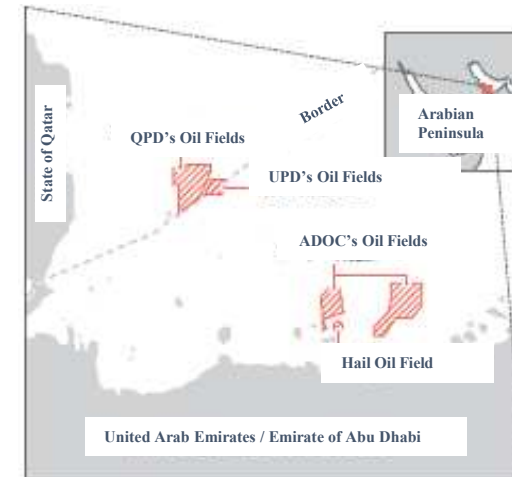 Border
Arabian
Peninsula
State of Qatar
QPD's Oil Fields
UPD's Oil Fields
ADOC's Oil Fields
Hail Oil Field
United Arab Emirates / Emirate of Abu Dhabi